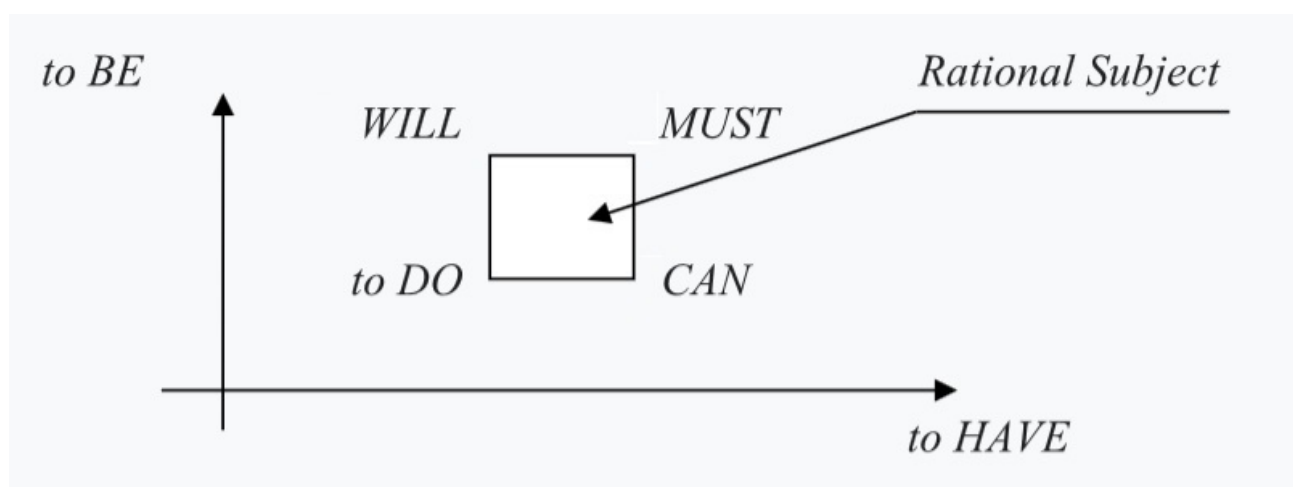 to BE
Rational Subject
WILL
MUST
to DO
CAN
to HAVE